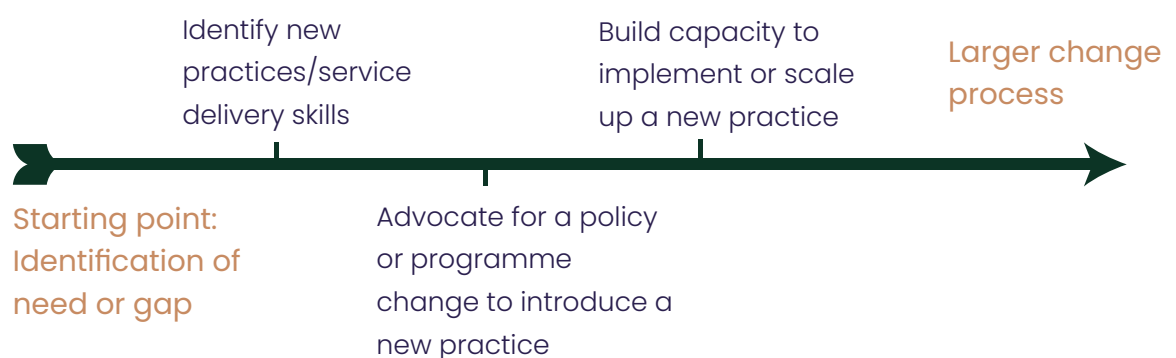 Identify new
practices/service
delivery skills
Build capacity to
implement or scale
up a new practice
Larger change
process
Starting point:
Identification of
need or gap
Advocate for a policy
or programme
change to introduce a
new practice